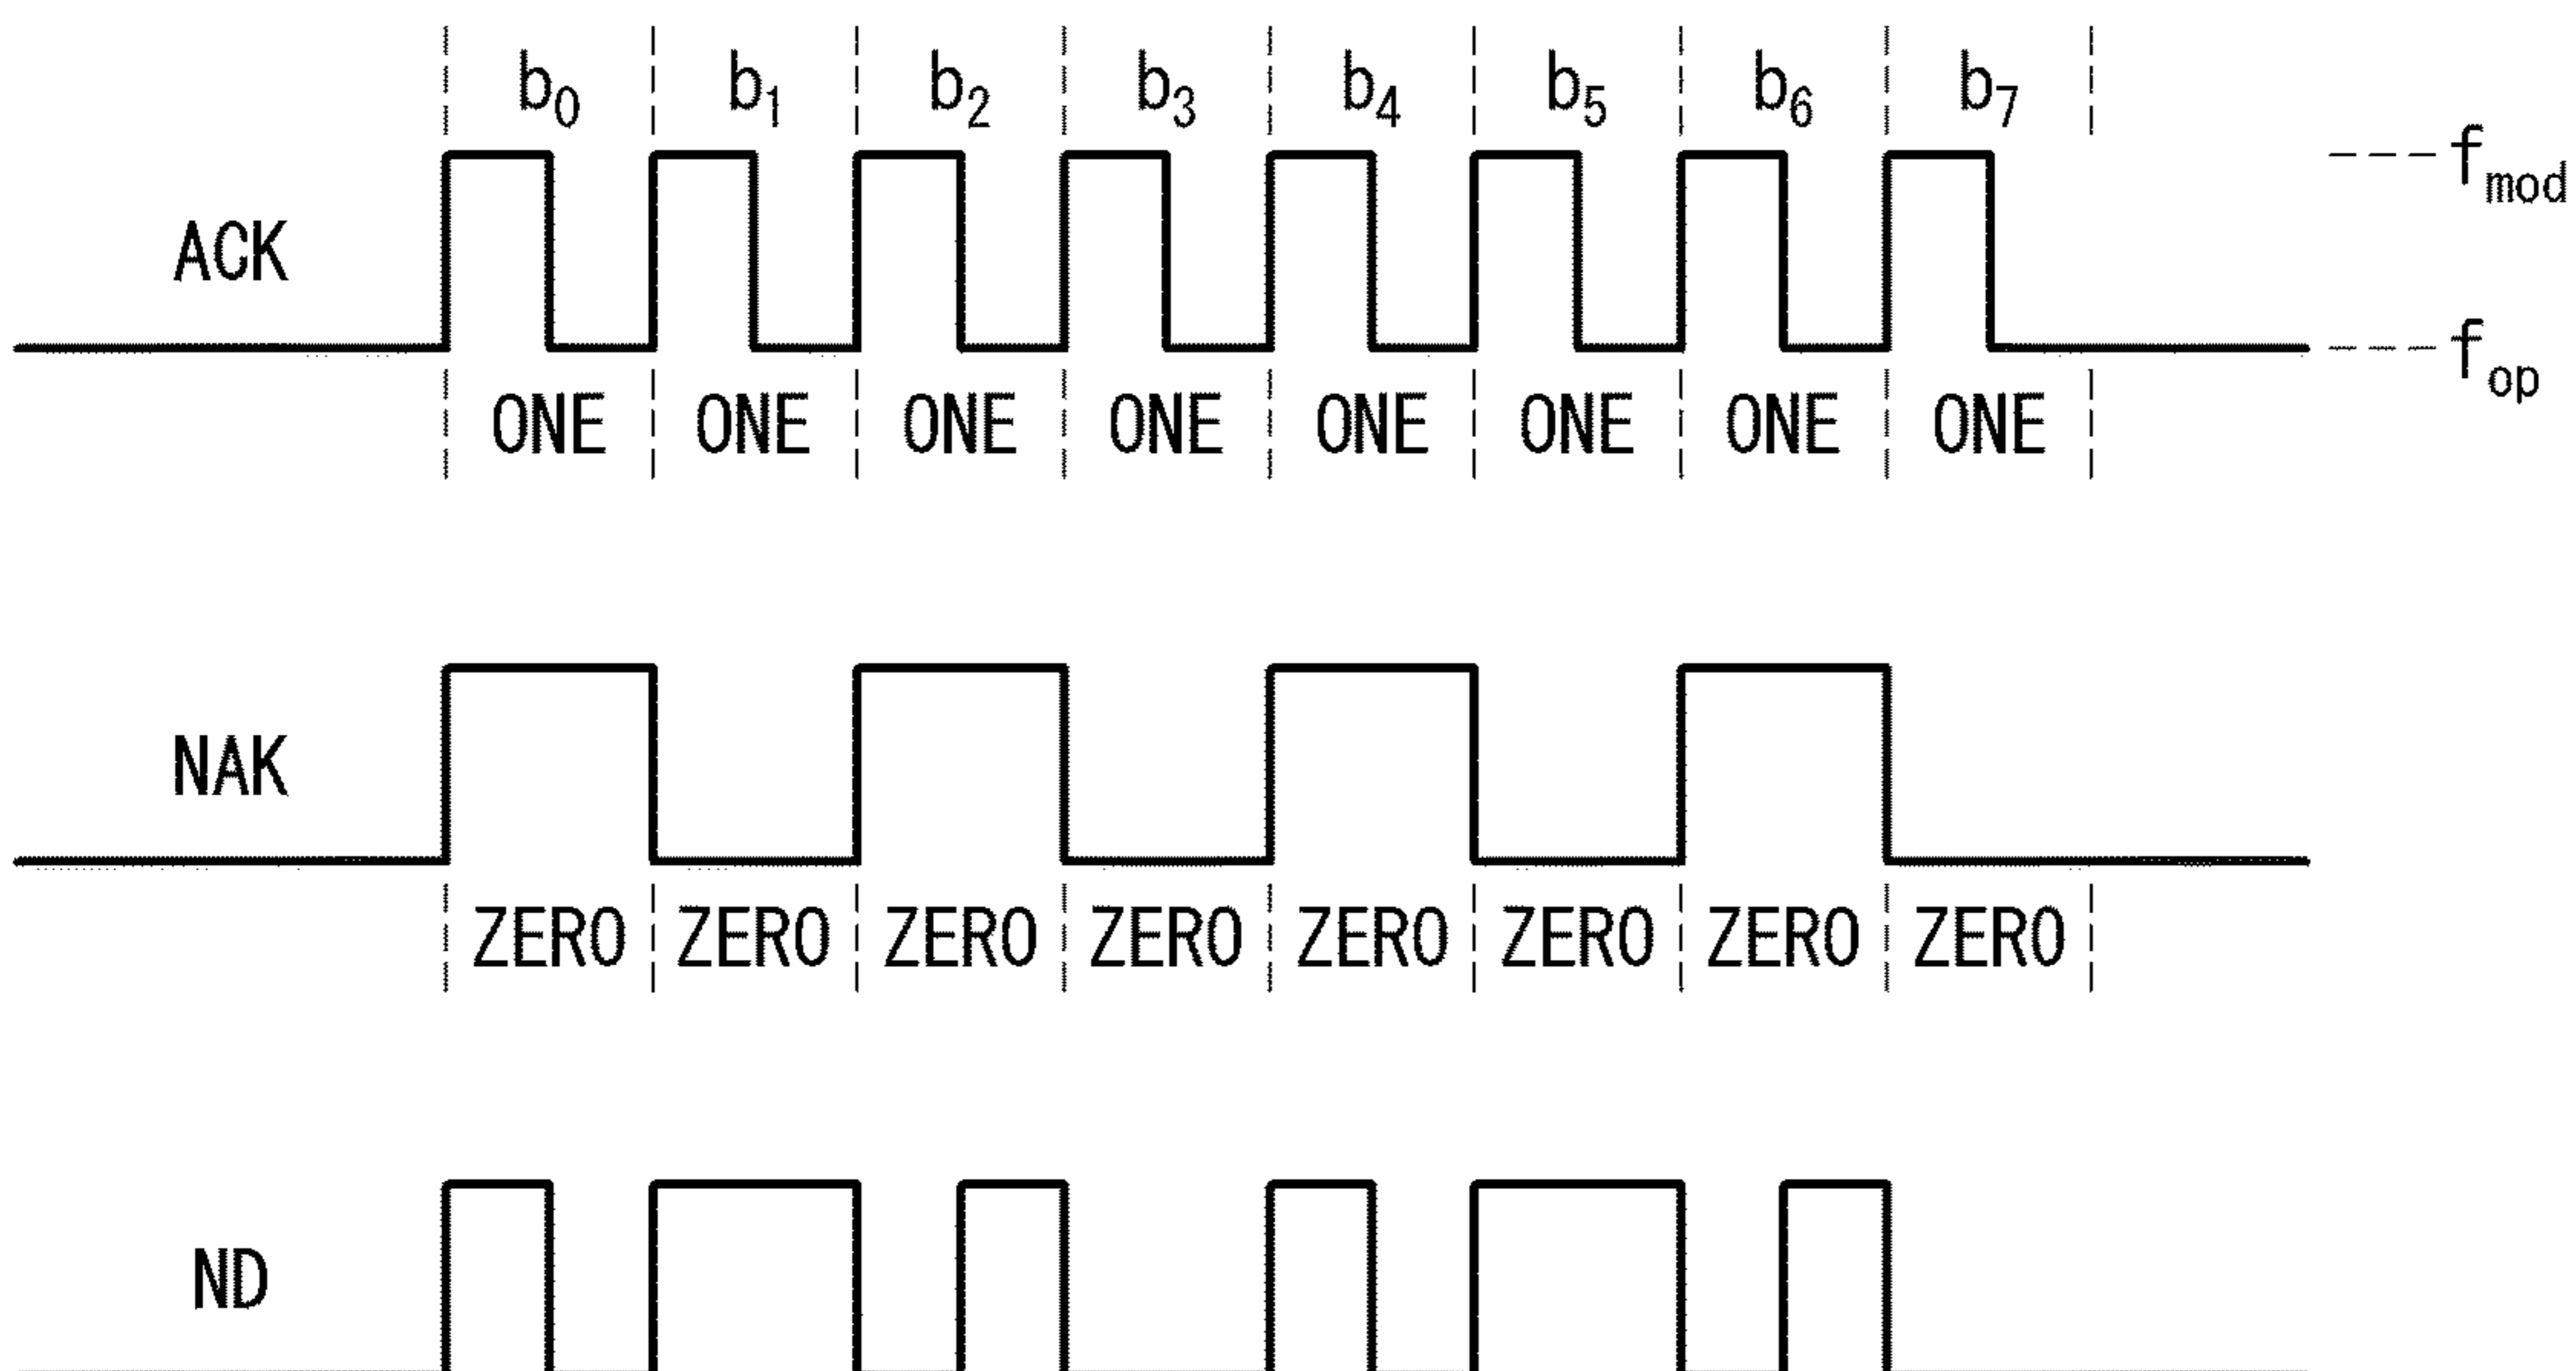 b0 b1 b2 b3 b4 b5 b6 b7
fmod
ACK
fop
ONE ONE ONE ONE ONE ONE ONE ONE
NAK
ZERO ZERO ZERO ZERO ZERO ZERO ZERO ZERO
ND